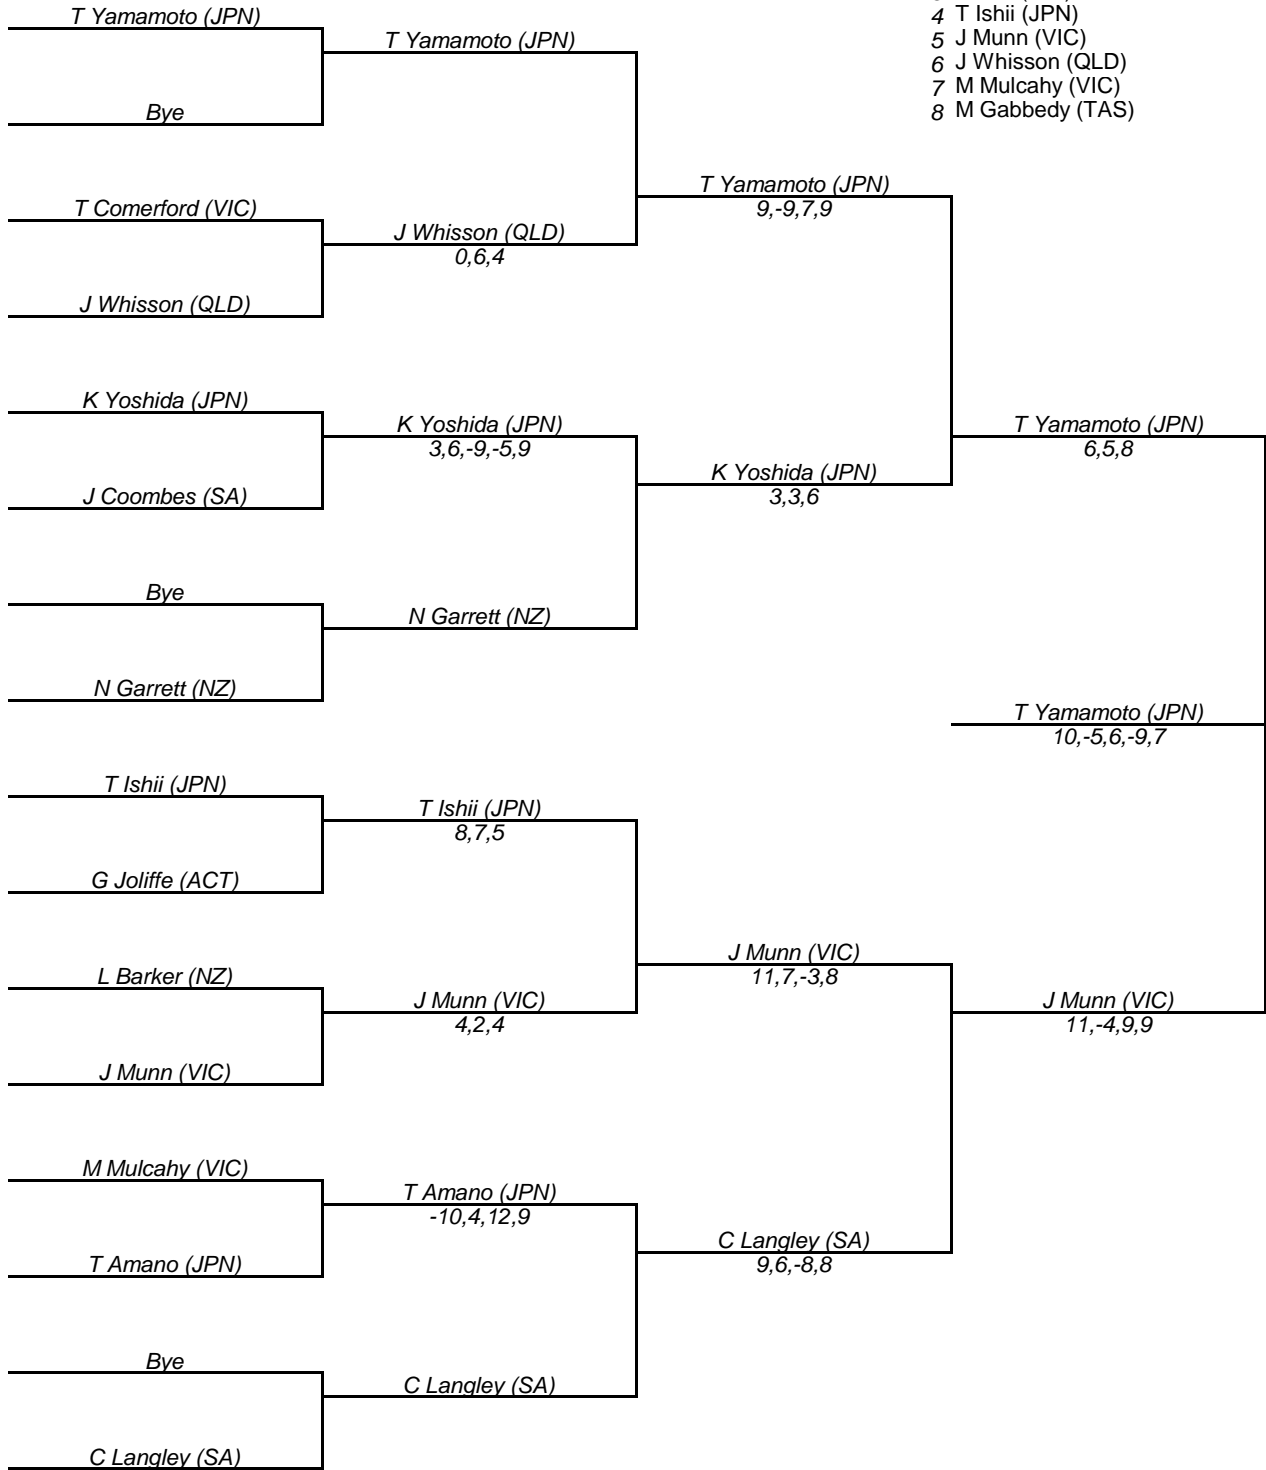 4 T Ishii (JPN)
5 J Munn (VIC)
6 J Whisson (QLD)
7 M Mulcahy (VIC)
8 M Gabbedy (TAS)
T Yamamoto (JPN)
Bye
T Comerford (VIC)
J Whisson (QLD)
K Yoshida (JPN)
J Coombes (SA)
Bye
N Garrett (NZ)
T Ishii (JPN)
G Joliffe (ACT)
L Barker (NZ)
J Munn (VIC)
M Mulcahy (VIC)
T Amano (JPN)
Bye
C Langley (SA)
T Yamamoto (JPN)
J Whisson (QLD)
0,6,4
K Yoshida (JPN)
3,6,-9,-5,9
N Garrett (NZ)
T Ishii (JPN)
8,7,5
J Munn (VIC)
4,2,4
T Amano (JPN)
-10,4,12,9
C Langley (SA)
T Yamamoto (JPN)
9,-9,7,9
K Yoshida (JPN)
3,3,6
J Munn (VIC)
11,7,-3,8
C Langley (SA)
9,6,-8,8
T Yamamoto (JPN)
6,5,8
T Yamamoto (JPN)
10,-5,6,-9,7
J Munn (VIC)
11,-4,9,9